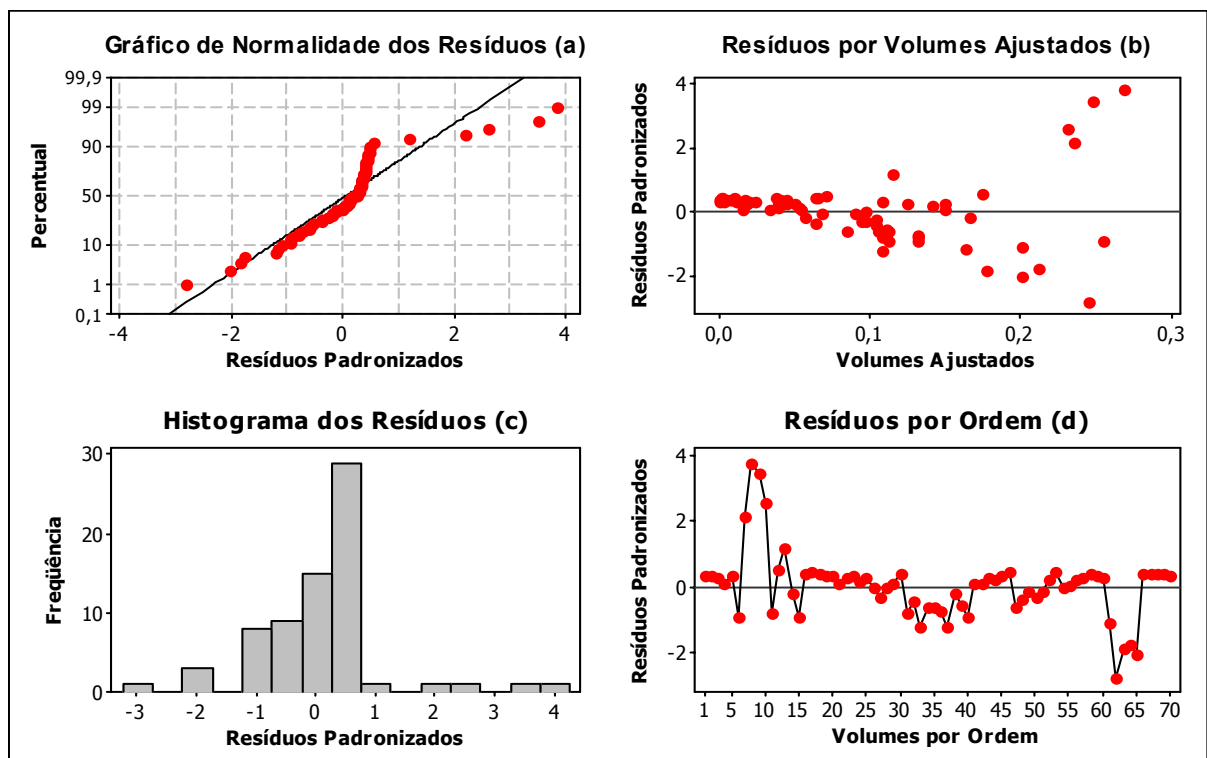 Gráfico de Normalidade dos Resíduos (a)
99,9
99
90
50
10
1
0,1
Percentual
-4 -2 0 2 4
Resíduos Padronizados
Resíduos por Volumes Ajustados (b)
4
2
0
-2
Resíduos Padronizados
0,0 0,1 0,2 0,3
Volumes Ajustados
Histograma dos Resíduos (c)
30
20
10
0
Freqüência
-3 -2 -1 0 1 2 3 4
Resíduos Padronizados
Resíduos por Ordem (d)
4
2
0
-2
Resíduos Padronizados
1 5 10 15 20 25 30 35 40 45 50 55 60 65 70
Volumes por Ordem